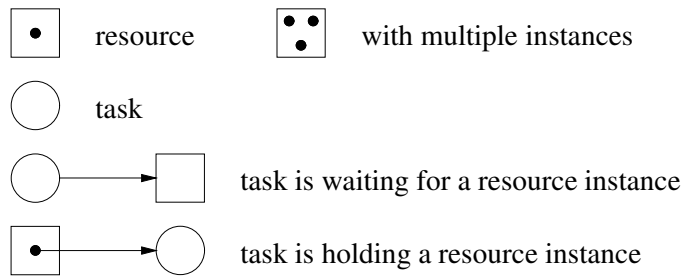 resource
with multiple instances
task
task is waiting for a resource instance
task is holding a resource instance